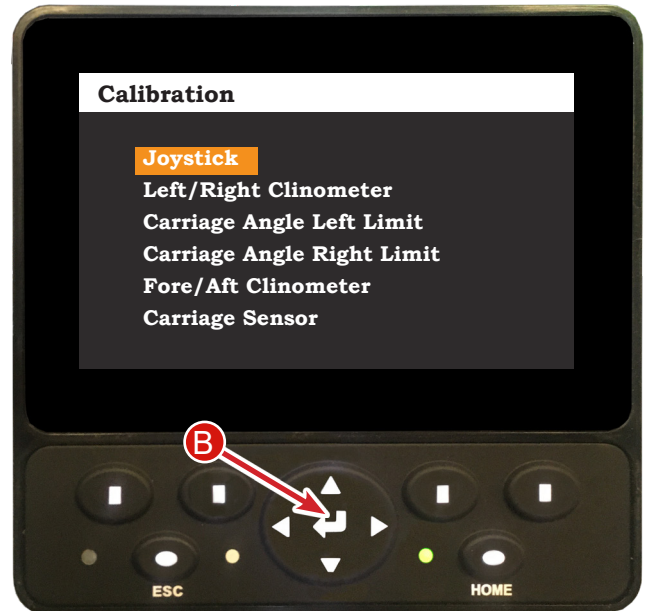 Calibration
Joystick
Left/Right Clinometer
Carriage Angle Left Limit
Carriage Angle Right Limit
Fore/Aft Clinometer
Carriage Sensor
B
ESC
HOME